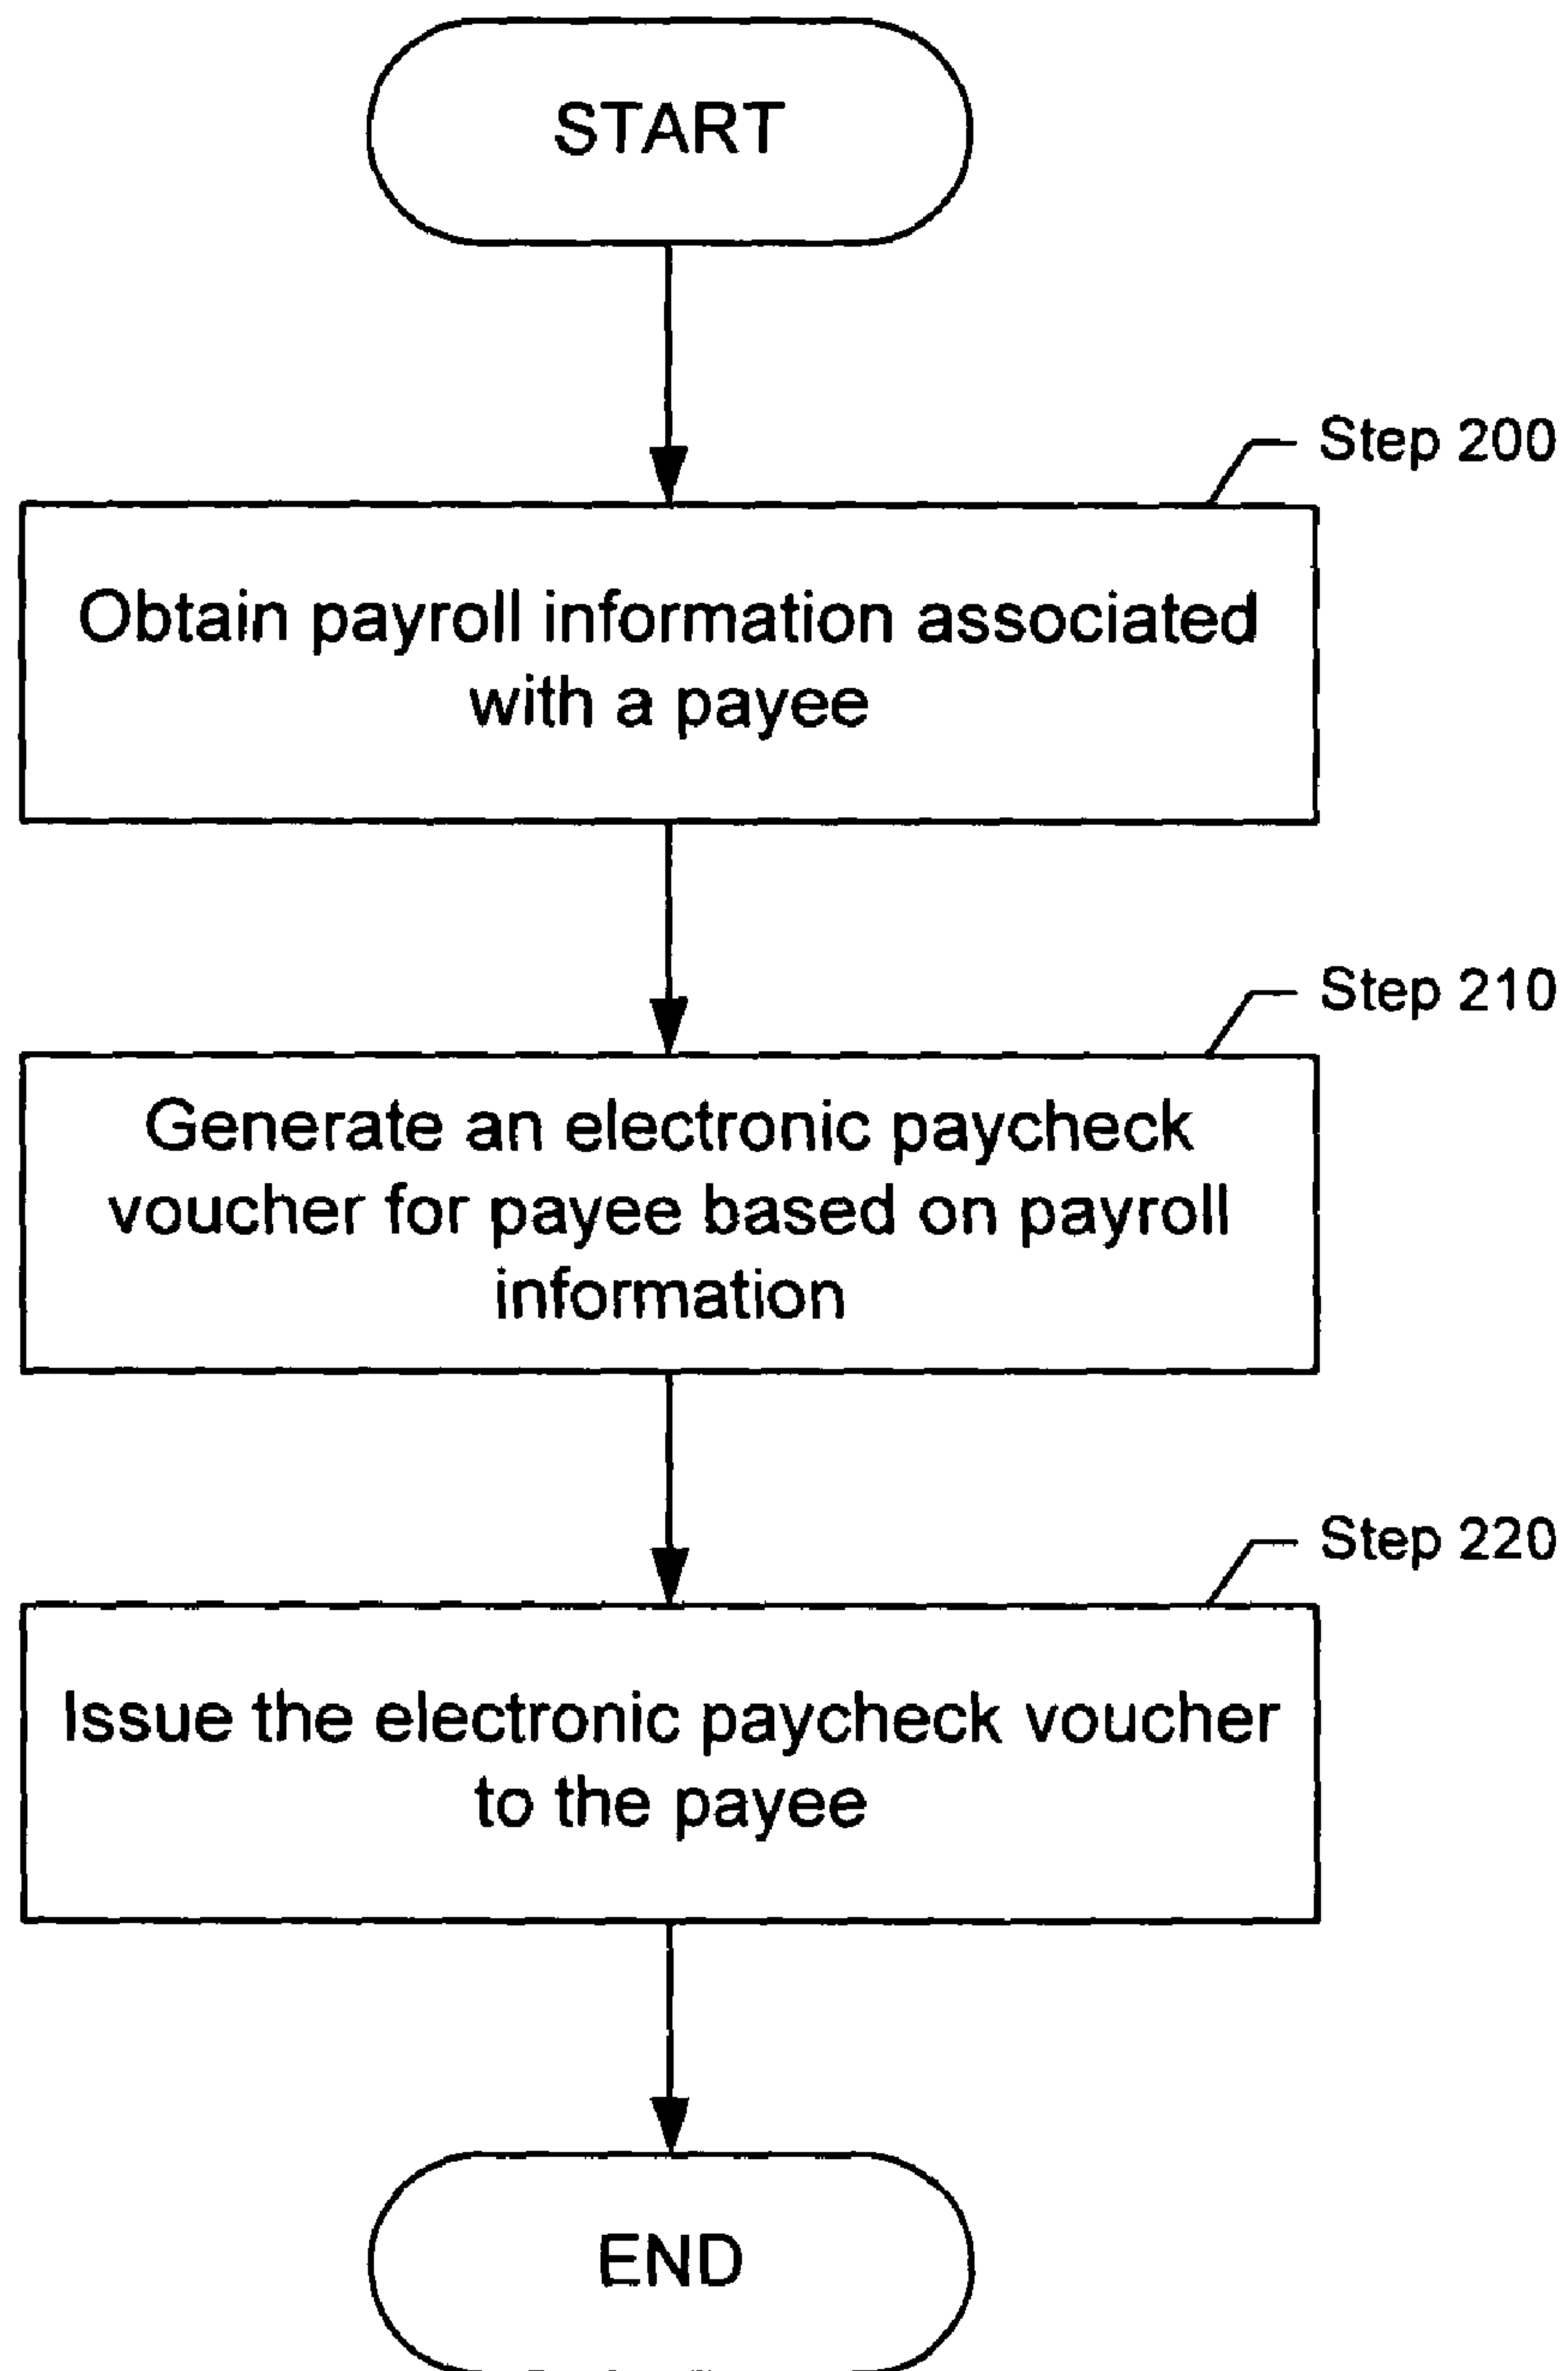 START
Step 200
Obtain payroll information associated
with a payee
Step 210
Generate an electronic paycheck
voucher for payee based on payroll
information
Step 220
Issue the electronic paycheck voucher
to the payee
END